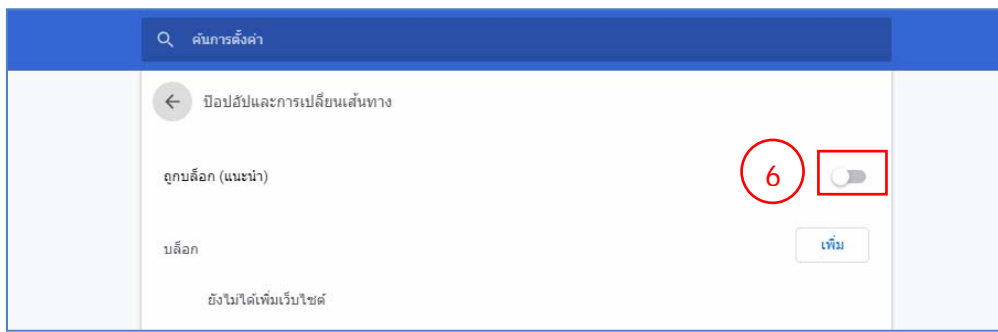 ค้นการตั้งค่า
ป๊อปอัปและการเปลี่ยนเส้นทาง
ถูกบล็อก (แนะนำ)
6
บล็อก
เพิ่ม
ยังไม่ได้เพิ่มเว็บไซต์